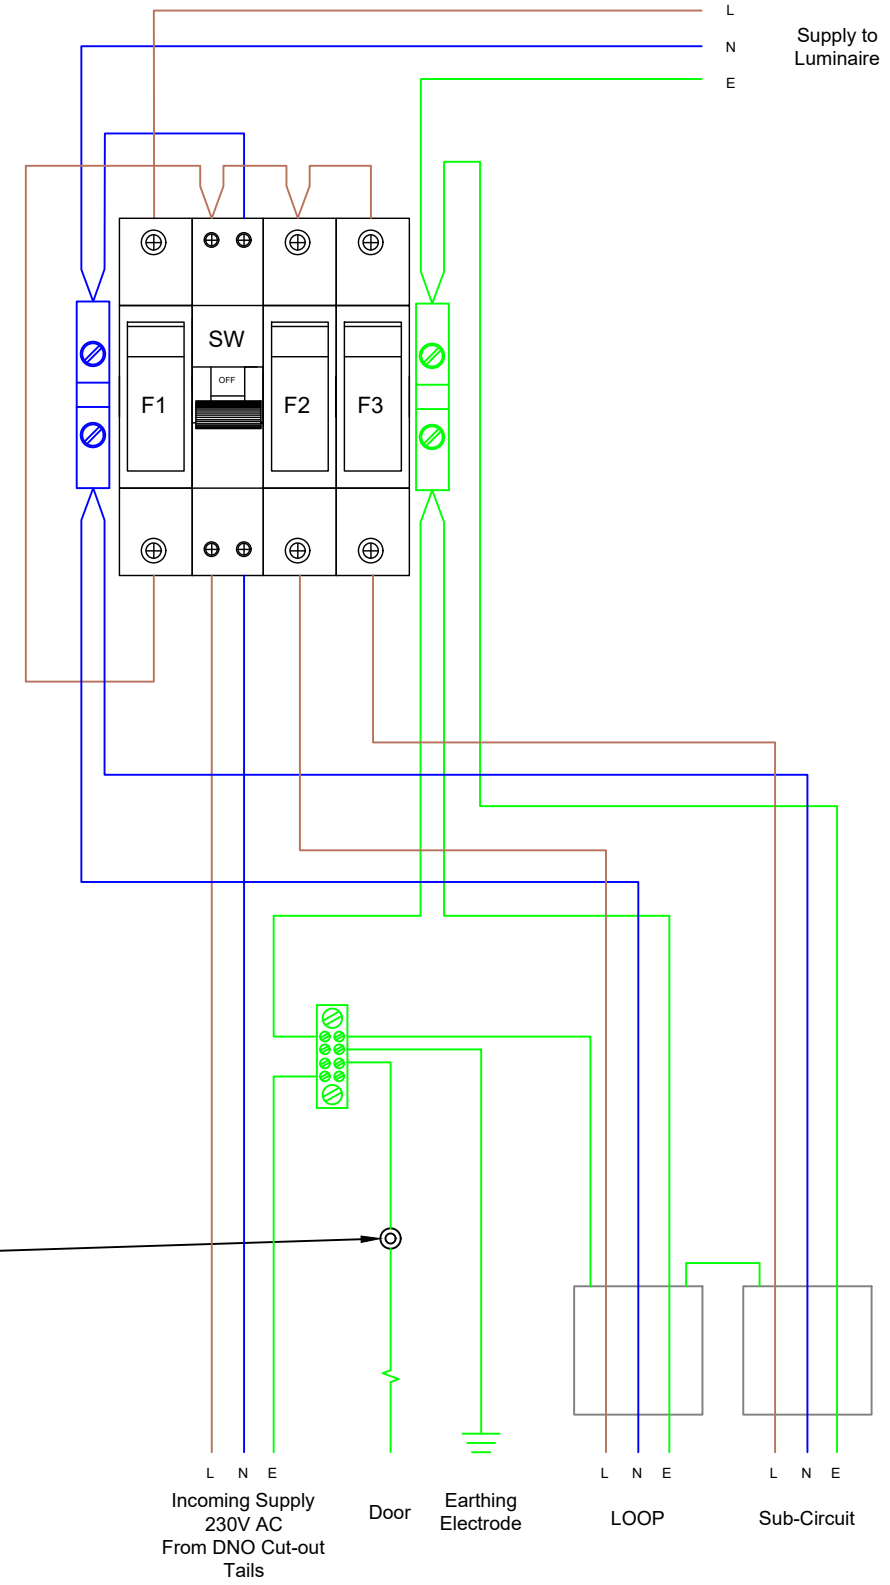 L
N
E
Supply to
Luminaire
SW
OFF
F1
F2
F3
L N E
Incoming Supply
230V AC
From DNO Cut-out
Tails
Door
Earthing
Electrode
L N E
LOOP
L N E
Sub-Circuit